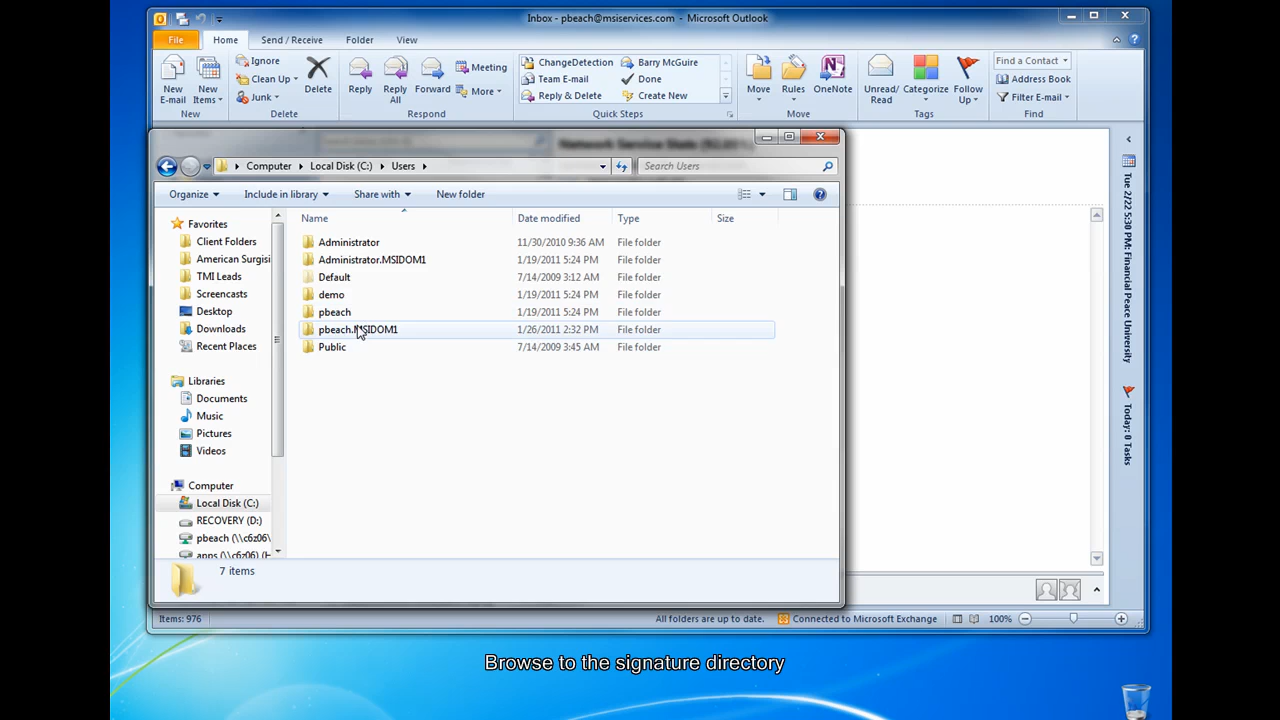 Inbox - pbeach@msiservices.com - Microsoft Outlook
File Home Send / Receive Folder View
New E-mail
New Items
Ignore
Clean Up
Junk
Delete
Reply
Reply All
Forward
Meeting
More
ChangeDetection
Team E-mail
Reply & Delete
Barry McGuire
Done
Create New
Move
Rules
OneNote
Unread/ Read
Categorize
Follow Up
Find a Contact
Address Book
Filter E-mail
New Delete Respond Quick Steps Move Tags Find
Computer Local Disk (C:) Users
Search Users
Organize Include in library Share with New folder
Name Date modified Type Size
Administrator 11/30/2010 9:36 AM File folder
Administrator.MSIDOM1 1/19/2011 5:24 PM File folder
Default 7/14/2009 3:12 AM File folder
demo 1/19/2011 5:24 PM File folder
pbeach 1/19/2011 5:24 PM File folder
pbeach.MSIDOM1 1/26/2011 2:32 PM File folder
Public 7/14/2009 3:45 AM File folder
Favorites
Client Folders
American Surgisi
TMI Leads
Screencasts
Desktop
Downloads
Recent Places
Libraries
Documents
Music
Pictures
Videos
Computer
Local Disk (C:)
RECOVERY (D:)
pbeach (\\c6z06\
apps (\\c6z06) (H
7 items
Tue 2/22 5:30 PM: Financial Peace University
Today: 0 Tasks
Items: 976
All folders are up to date.
Connected to Microsoft Exchange
100%
Browse to the signature directory